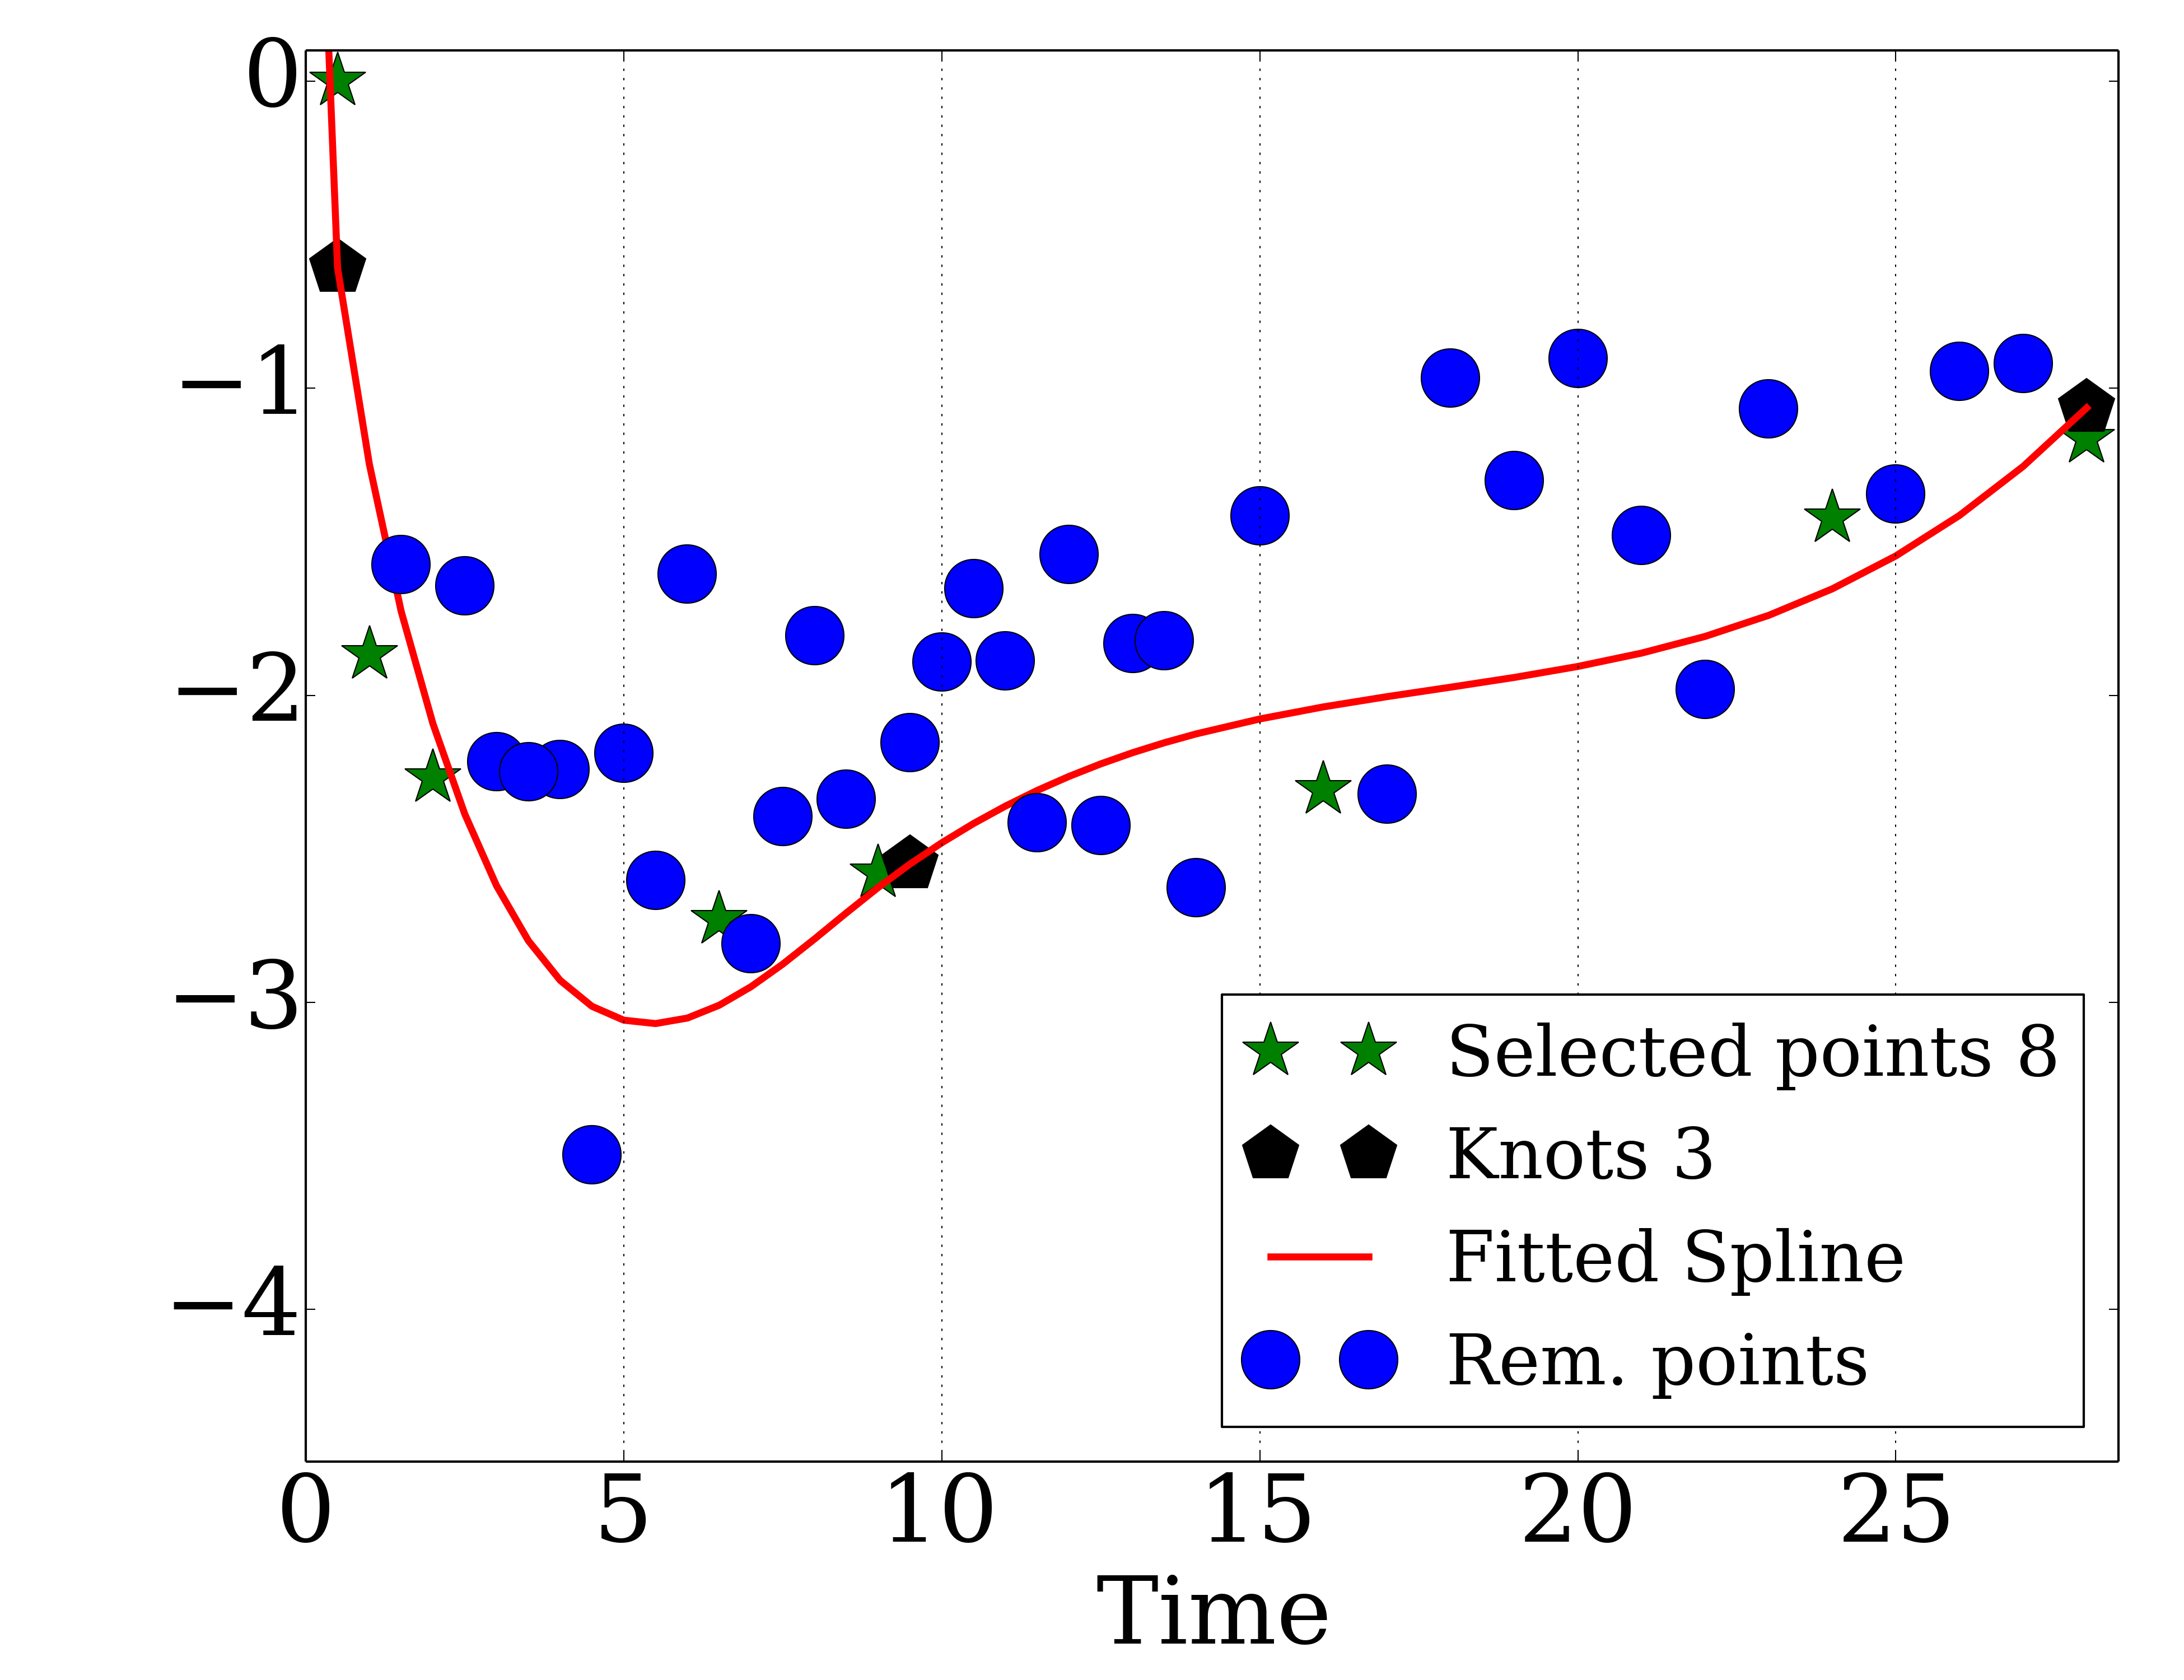 0
−1
−2
−3
−4
Selected points 8
Knots 3
Fitted Spline
Rem. points
0 5 10 15 20 25
Time